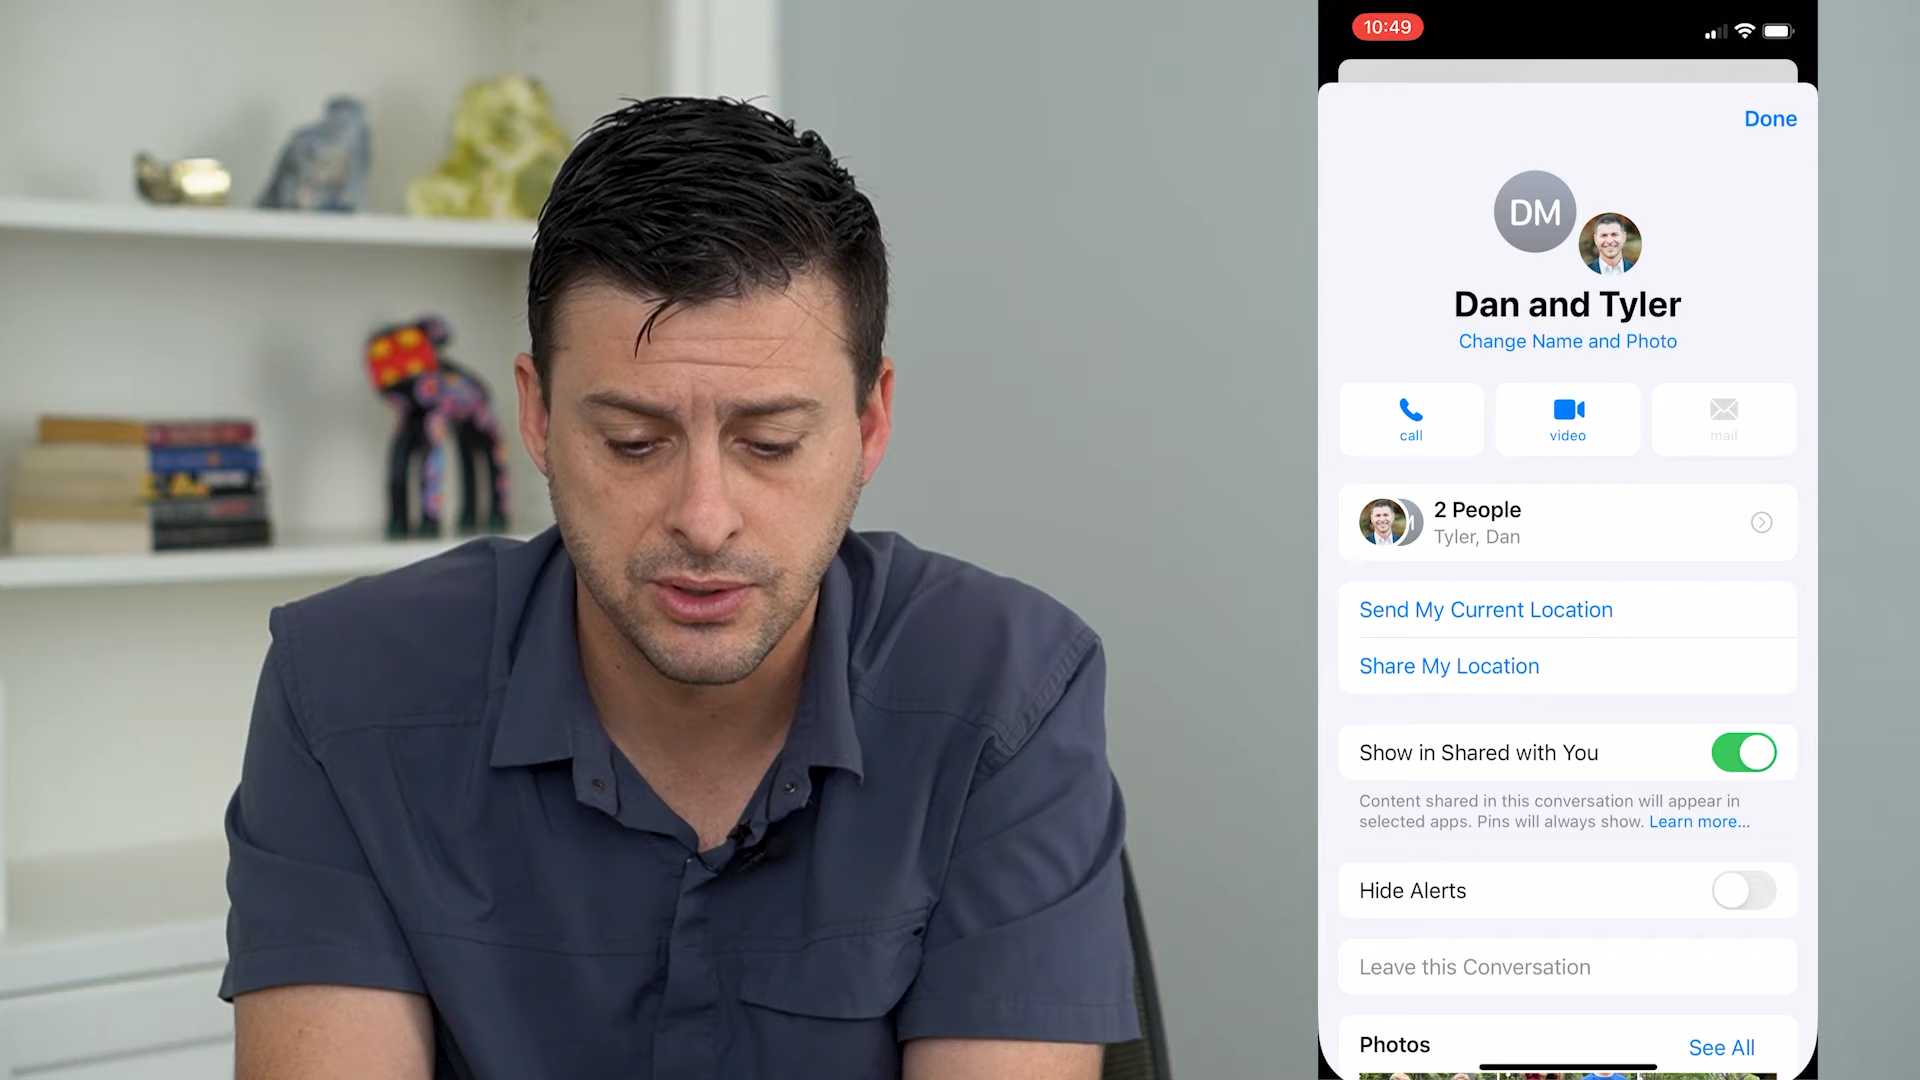 10:49
Done
DM
Dan and Tyler
Change Name and Photo
call
video
mail
2 People
Tyler, Dan
Send My Current Location
Share My Location
Show in Shared with You
Content shared in this conversation will appear in
selected apps. Pins will always show. Learn more...
Hide Alerts
Leave this Conversation
Photos
See All